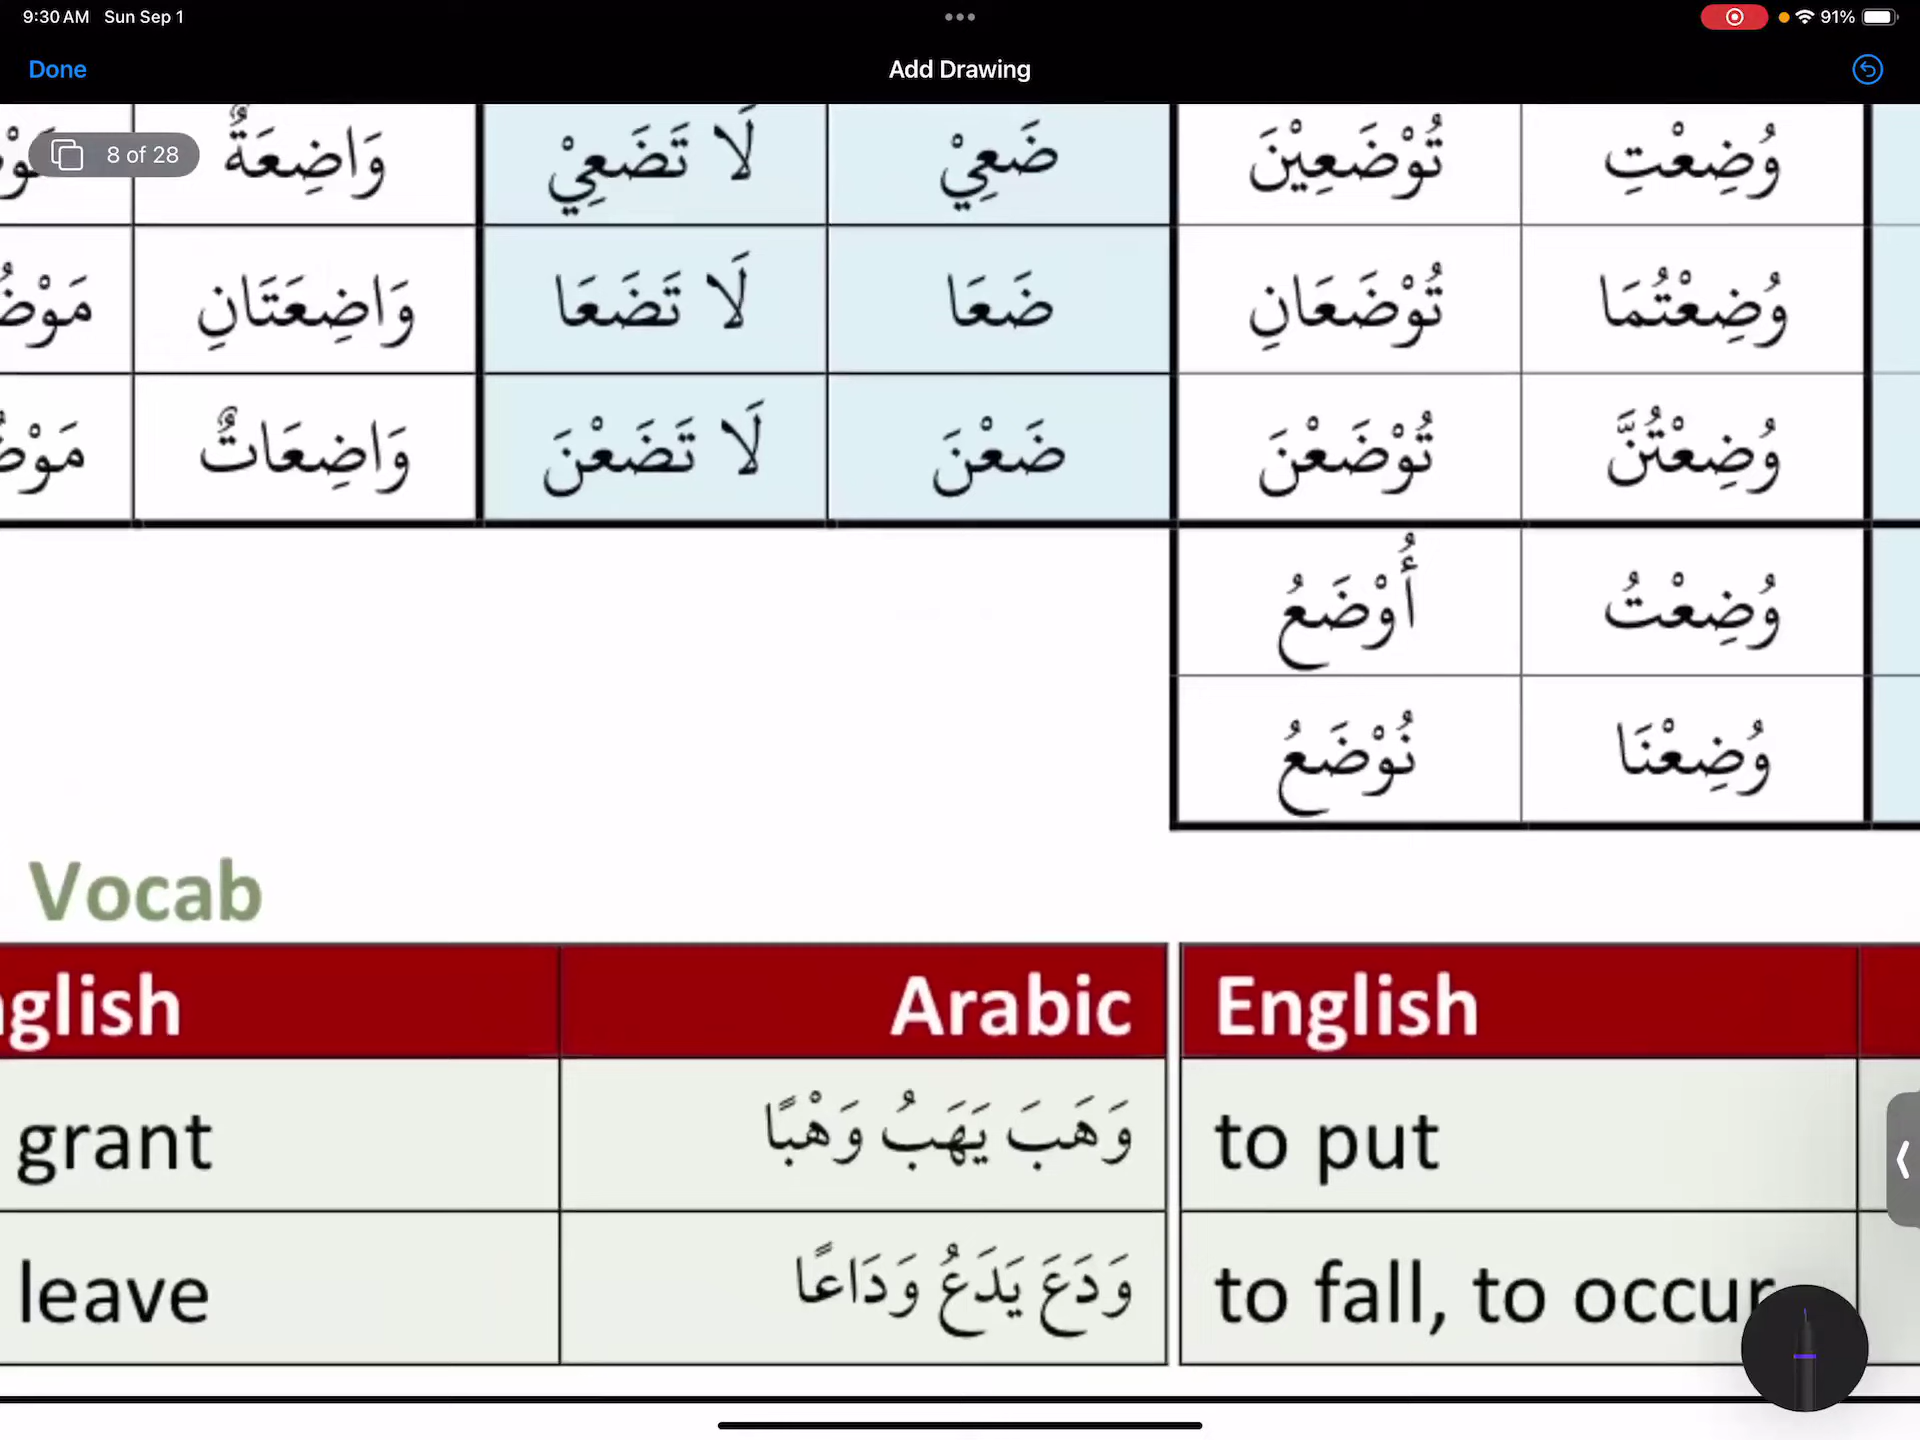 9:30 AM Sun Sep 1
91%
Done
Add Drawing
8 of 28
وُضِعْتِ تُوْضَعِيْنَ ضَعِيْ لَا تَضَعِيْ وَاضِعَةٌ
وُضِعْتُمَا تُوْضَعَانِ ضَعَا لَا تَضَعَا وَاضِعَتَانِ
وُضِعْتُنَّ تُوْضَعْنَ ضَعْنَ لَا تَضَعْنَ وَاضِعَاتٌ
وُضِعْتُ أُوْضَعُ
وُضِعْنَا نُوْضَعُ
Vocab
glish Arabic English
grant وَهَبَ يَهَبُ وَهْبًا to put
leave وَدَعَ يَدَعُ وَدَاعًا to fall, to occur